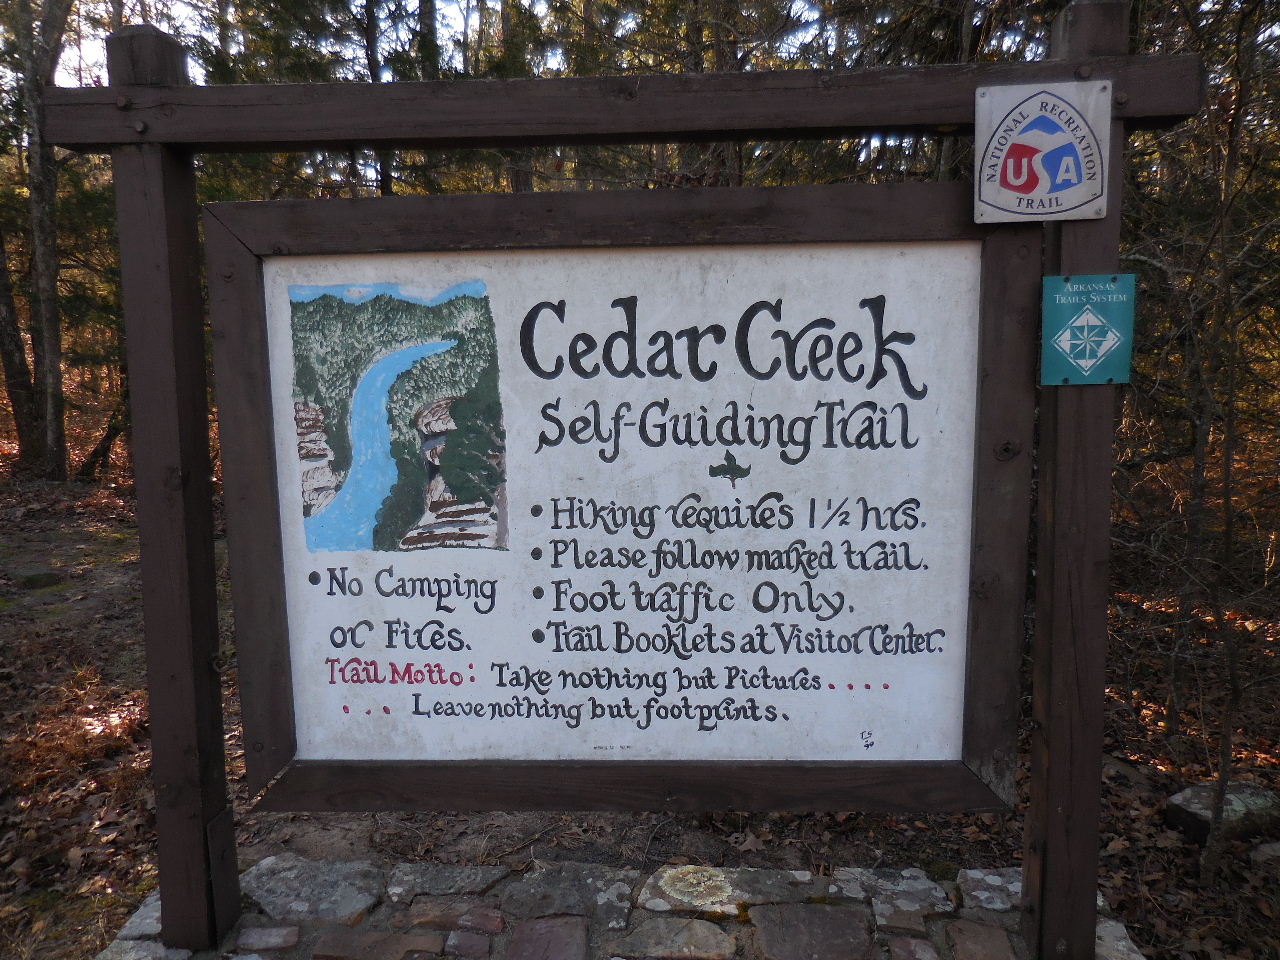 NATIONAL RECREATION
USA
TRAIL
ARKANSAS
TRAILS SYSTEM
Cedar Creek
Self-Guiding Trail
• Hiking requires 1 1/2 hrs.
• Please follow marked trail.
• Foot traffic Only.
• Trail Booklets at Visitor Center.
• No Camping
or Fires.
Trail Motto: Take nothing but Pictures....
... Leave nothing but footprints.